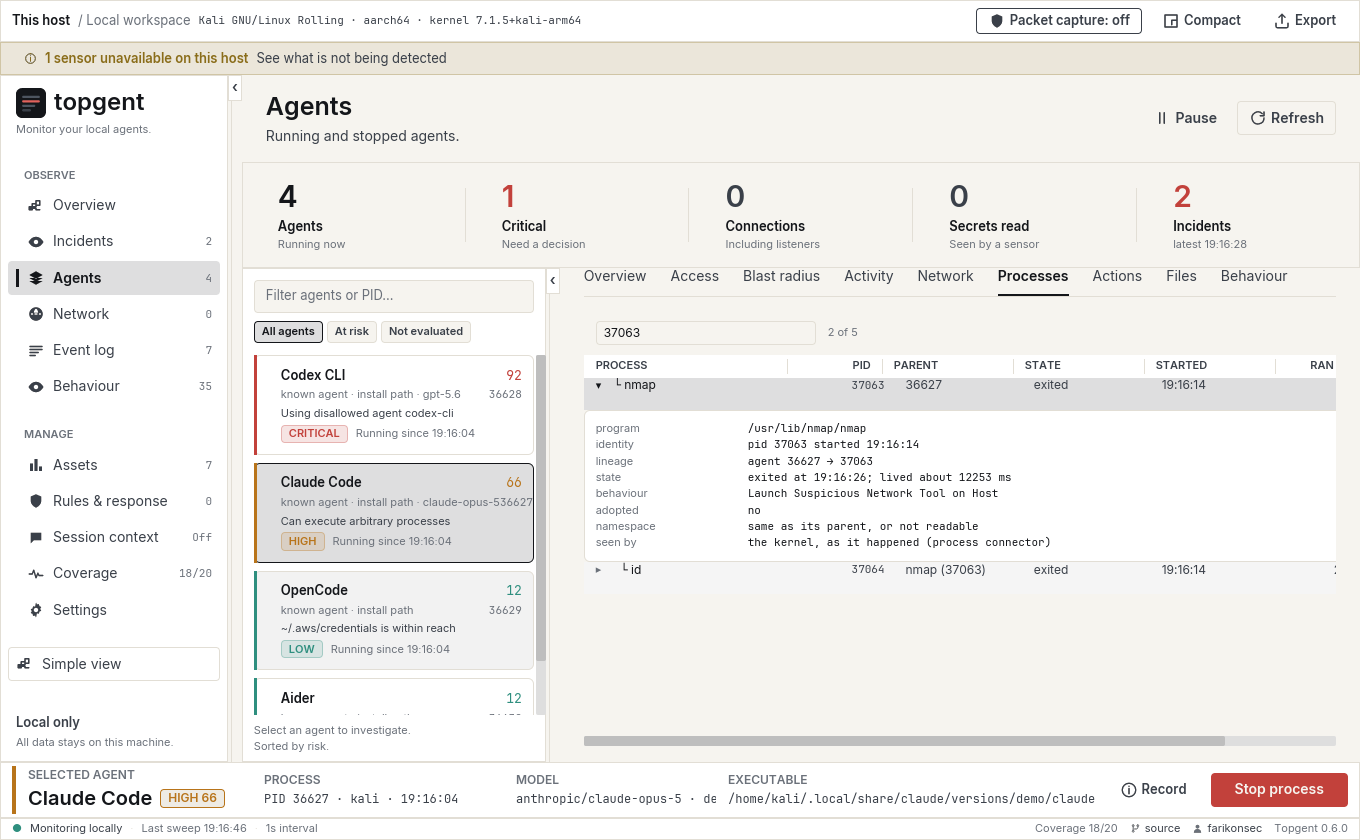 This host / Local workspace Kali GNU/Linux Rolling · aarch64 · kernel 7.1.5+kali-arm64
Packet capture: off Compact Export
1 sensor unavailable on this host See what is not being detected
topgent
Monitor your local agents.
OBSERVE
Overview
Incidents 2
Agents 4
Network 0
Event log 7
Behaviour 35
MANAGE
Assets 7
Rules & response 0
Session context Off
Coverage 18/20
Settings
Simple view
Local only
All data stays on this machine.
Agents
Running and stopped agents.
Pause Refresh
4
Agents
Running now
1
Critical
Need a decision
0
Connections
Including listeners
0
Secrets read
Seen by a sensor
2
Incidents
latest 19:16:28
Filter agents or PID...
All agents At risk Not evaluated
Codex CLI 92
known agent · install path · gpt-5.6 36628
Using disallowed agent codex-cli
CRITICAL Running since 19:16:04
Claude Code 66
known agent · install path · claude-opus-536627
Can execute arbitrary processes
HIGH Running since 19:16:04
OpenCode 12
known agent · install path 36629
~/.aws/credentials is within reach
LOW Running since 19:16:04
Aider 12
Select an agent to investigate.
Sorted by risk.
Overview Access Blast radius Activity Network Processes Actions Files Behaviour
37063 2 of 5
PROCESS PID PARENT STATE STARTED RAN
▾ └ nmap 37063 36627 exited 19:16:14
program /usr/lib/nmap/nmap
identity pid 37063 started 19:16:14
lineage agent 36627 → 37063
state exited at 19:16:26; lived about 12253 ms
behaviour Launch Suspicious Network Tool on Host
adopted no
namespace same as its parent, or not readable
seen by the kernel, as it happened (process connector)
▸ └ id 37064 nmap (37063) exited 19:16:14
SELECTED AGENT
Claude Code HIGH 66
PROCESS
PID 36627 · kali · 19:16:04
MODEL
anthropic/claude-opus-5 · de
EXECUTABLE
/home/kali/.local/share/claude/versions/demo/claude
Record Stop process
Monitoring locally Last sweep 19:16:46 1s interval
Coverage 18/20 source farikonsec Topgent 0.6.0